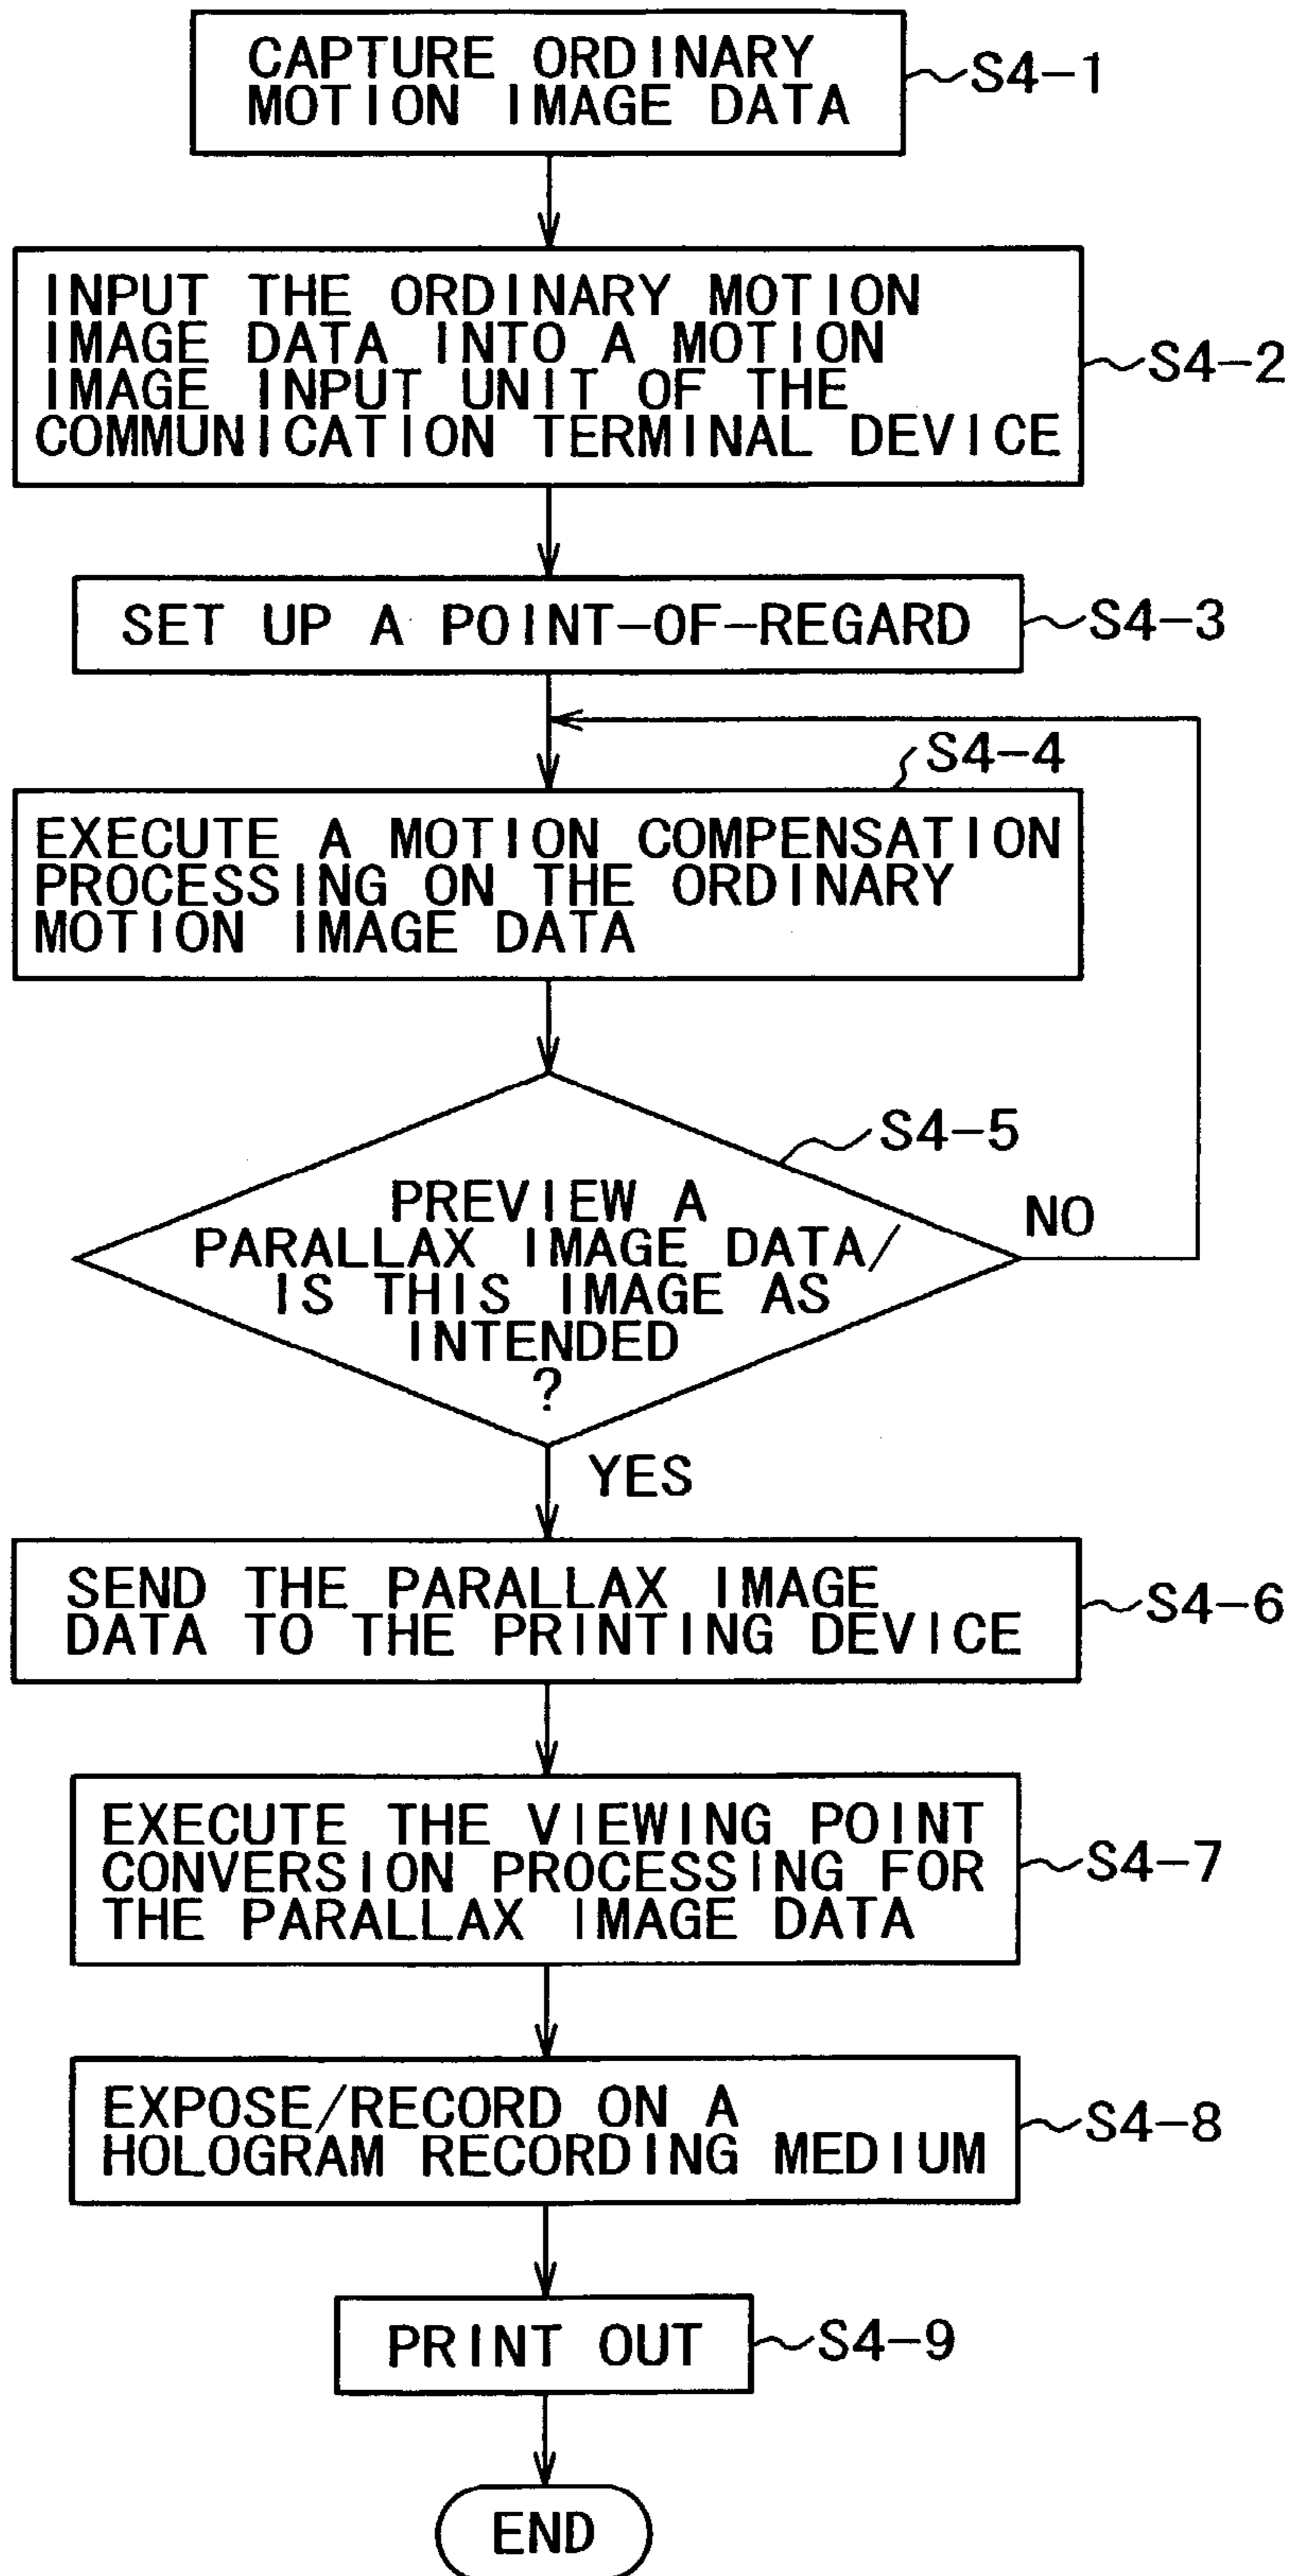 CAPTURE ORDINARY
MOTION IMAGE DATA
S4-1
INPUT THE ORDINARY MOTION
IMAGE DATA INTO A MOTION
IMAGE INPUT UNIT OF THE
COMMUNICATION TERMINAL DEVICE
S4-2
SET UP A POINT-OF-REGARD
S4-3
S4-4
EXECUTE A MOTION COMPENSATION
PROCESSING ON THE ORDINARY
MOTION IMAGE DATA
S4-5
PREVIEW A
PARALLAX IMAGE DATA/
IS THIS IMAGE AS
INTENDED
?
NO
YES
SEND THE PARALLAX IMAGE
DATA TO THE PRINTING DEVICE
S4-6
EXECUTE THE VIEWING POINT
CONVERSION PROCESSING FOR
THE PARALLAX IMAGE DATA
S4-7
EXPOSE/RECORD ON A
HOLOGRAM RECORDING MEDIUM
S4-8
PRINT OUT
S4-9
END